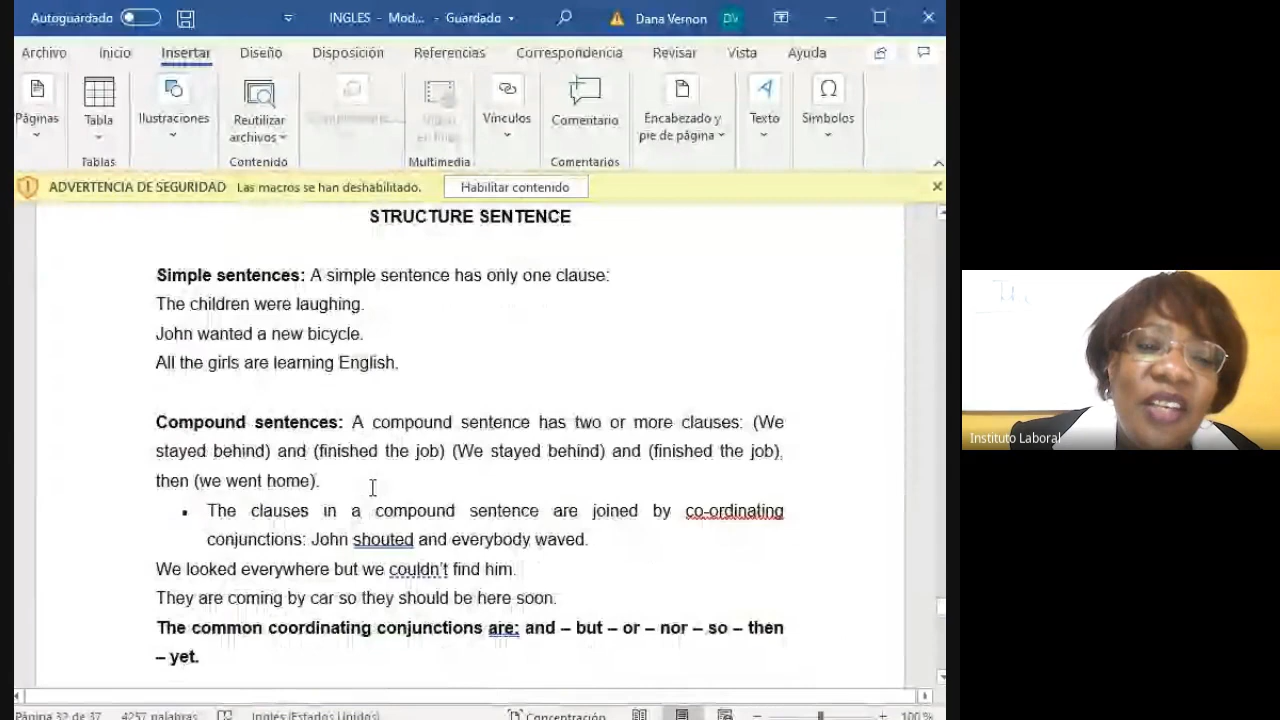 Autoguardado
INGLES - Mod... - Guardado
Dana Vernon
DV
Archivo Inicio Insertar Diseño Disposición Referencias Correspondencia Revisar Vista Ayuda
Páginas
Tabla
Ilustraciones
Reutilizar
archivos
Vínculos
Comentario
Encabezado y
pie de página
Texto
Símbolos
Tablas
Contenido
Multimedia
Comentarios
ADVERTENCIA DE SEGURIDAD Las macros se han deshabilitado. Habilitar contenido
STRUCTURE SENTENCE
Simple sentences: A simple sentence has only one clause:
The children were laughing.
John wanted a new bicycle.
All the girls are learning English.
Compound sentences: A compound sentence has two or more clauses: (We
stayed behind) and (finished the job) (We stayed behind) and (finished the job),
then (we went home).
• The clauses in a compound sentence are joined by co-ordinating
conjunctions: John shouted and everybody waved.
We looked everywhere but we couldn't find him.
They are coming by car so they should be here soon.
The common coordinating conjunctions are: and – but – or – nor – so – then
– yet.
Página 32 de 37 4257 palabras Inglés (Estados Unidos) Concentración 100 %
Instituto Laboral